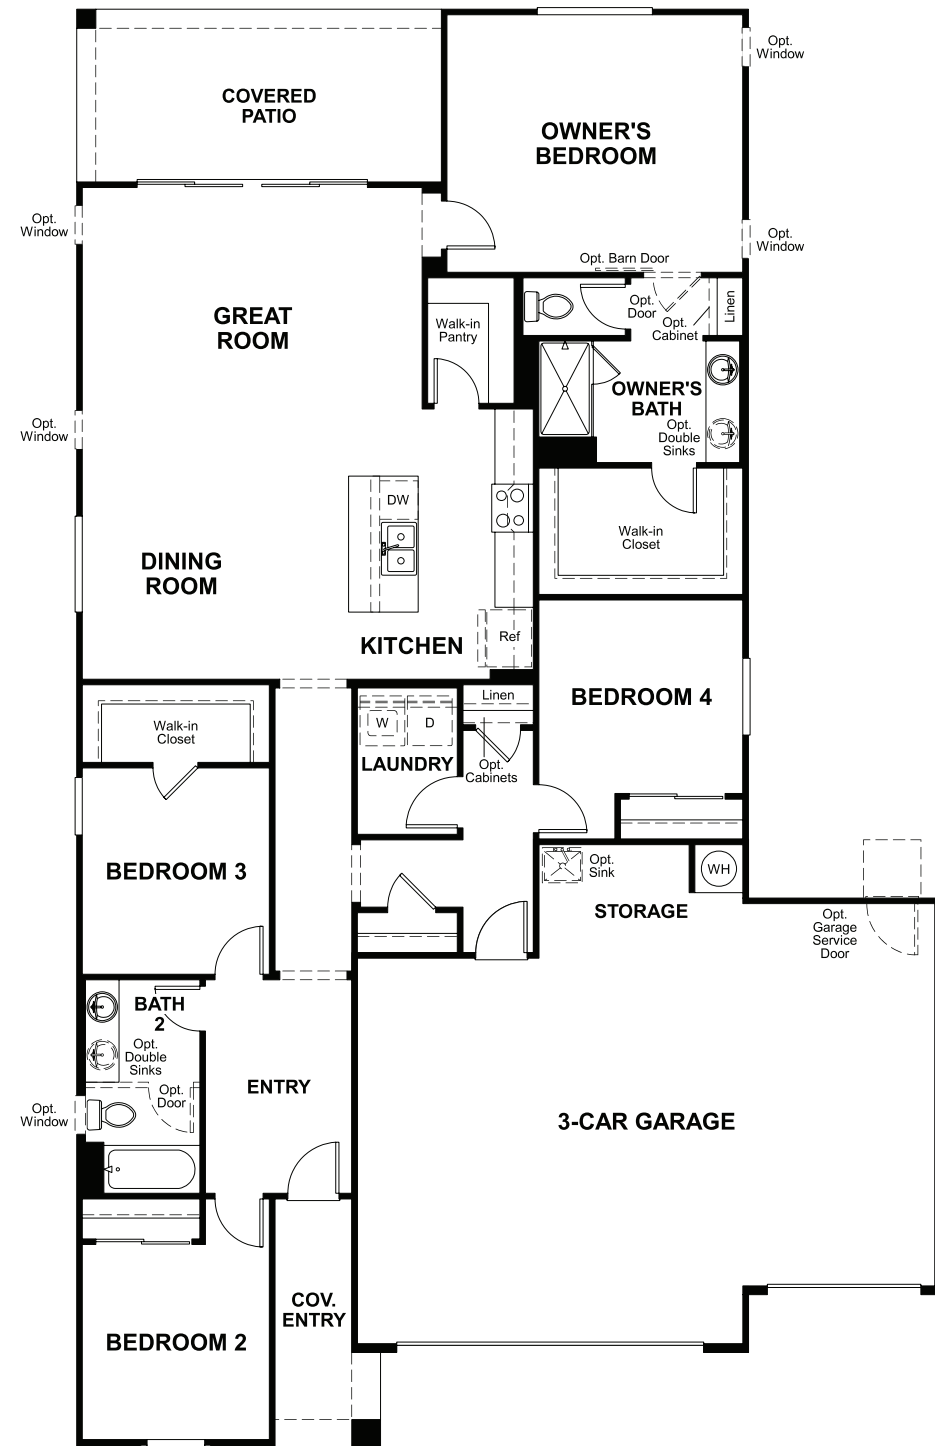 Opt.
Window
COVERED
PATIO
OWNER'S
BEDROOM
Opt.
Window
Opt.
Window
Opt. Barn Door
GREAT
ROOM
Walk-in
Pantry
Opt.
Door
Opt.
Cabinet
Linen
OWNER'S
BATH
Opt.
Double
Sinks
Opt.
Window
DW
Walk-in
Closet
DINING
ROOM
KITCHEN
Ref
Linen
BEDROOM 4
Walk-in
Closet
W
D
LAUNDRY
Opt.
Cabinets
BEDROOM 3
Opt.
Sink
WH
STORAGE
Opt.
Garage
Service
Door
BATH
2
Opt.
Double
Sinks
Opt.
Door
ENTRY
Opt.
Window
3-CAR GARAGE
COV.
ENTRY
BEDROOM 2